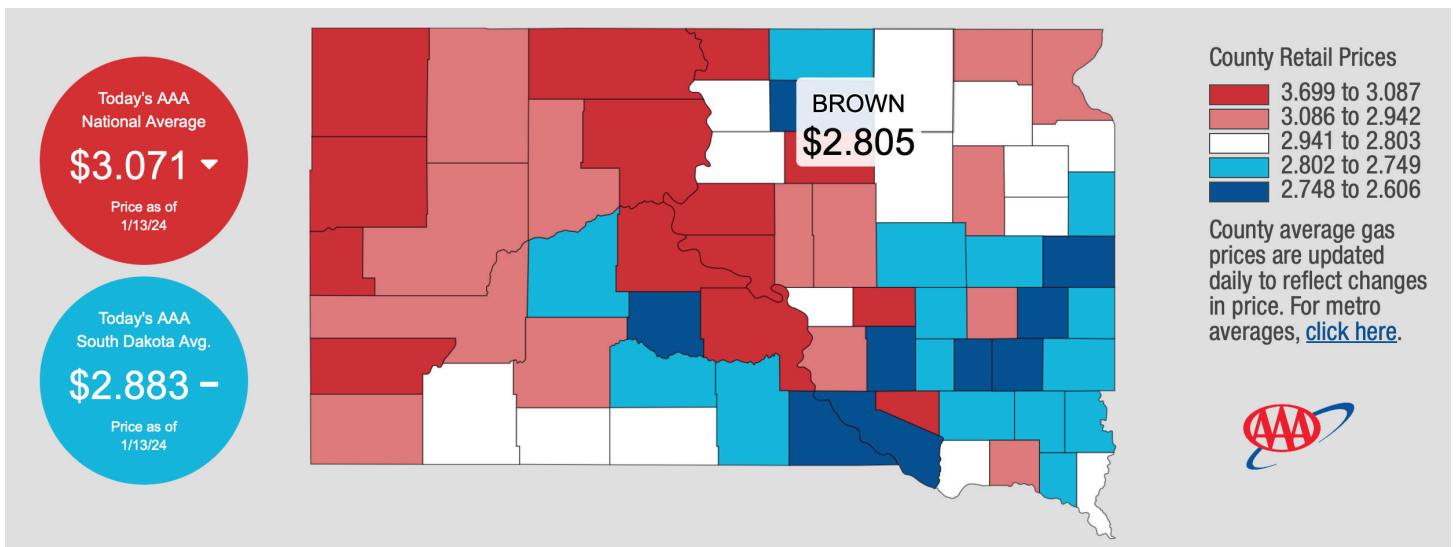 Today's AAA
National Average
$3.071
Price as of
1/13/24
Today's AAA
South Dakota Avg.
$2.883
Price as of
1/13/24
BROWN
$2.805
County Retail Prices
3.699 to 3.087
3.086 to 2.942
2.941 to 2.803
2.802 to 2.749
2.748 to 2.606
County average gas
prices are updated
daily to reflect changes
in price. For metro
averages, click here.
AAA